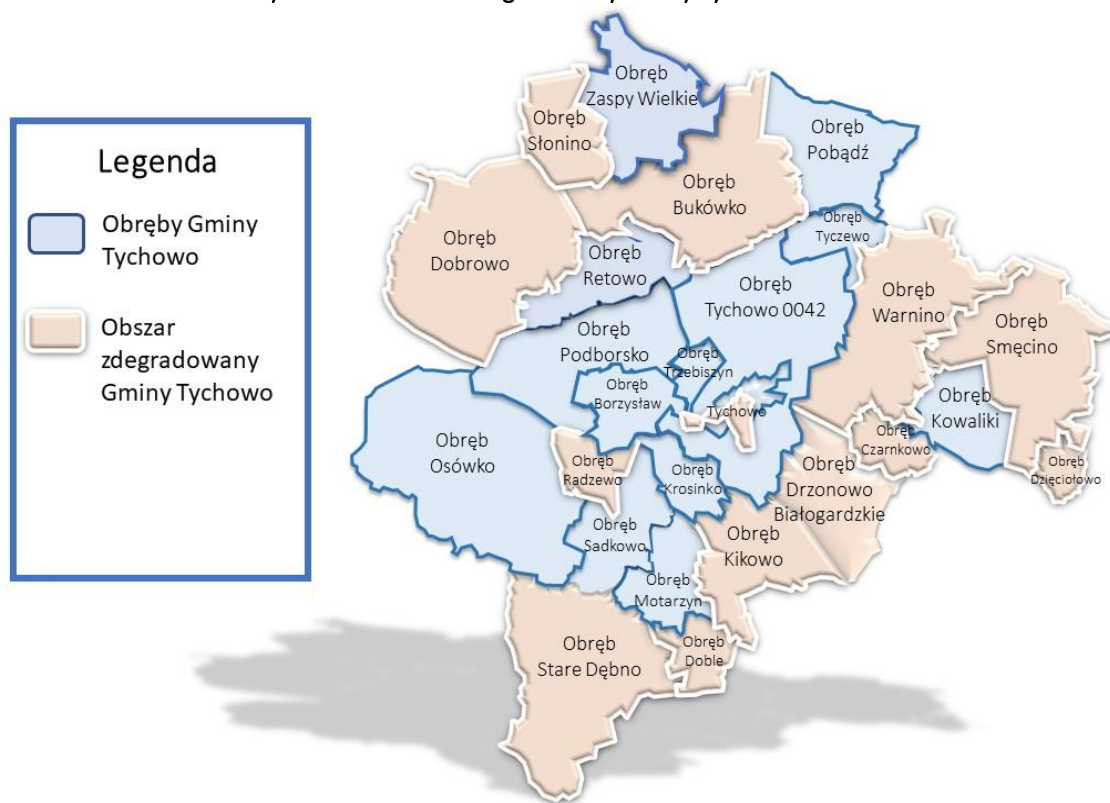 Legenda
Obręby Gminy
Tychowo
Obszar
zdegradowany
Gminy Tychowo
Obręb
Zaspy Wielkie
Obręb
Słonino
Obręb
Pobądź
Obręb
Bukówko
Obręb
Tyczewo
Obręb
Dobrowo
Obręb
Retowo
Obręb
Tychowo 0042
Obręb
Warnino
Obręb
Smęcino
Obręb
Podborsko
Obręb
Trzebiszyn
Obręb
Borzysław
Tychowo
Obręb
Kowaliki
Obręb
Osówko
Obręb
Czarnkowo
Obręb
Radzewo
Obręb
Krosinko
Obręb
Drzonowo
Białogardzkie
Obręb
Dzięciołowo
Obręb
Sadkowo
Obręb
Kikowo
Obręb
Motarzyn
Obręb
Stare Dębno
Obręb
Doble